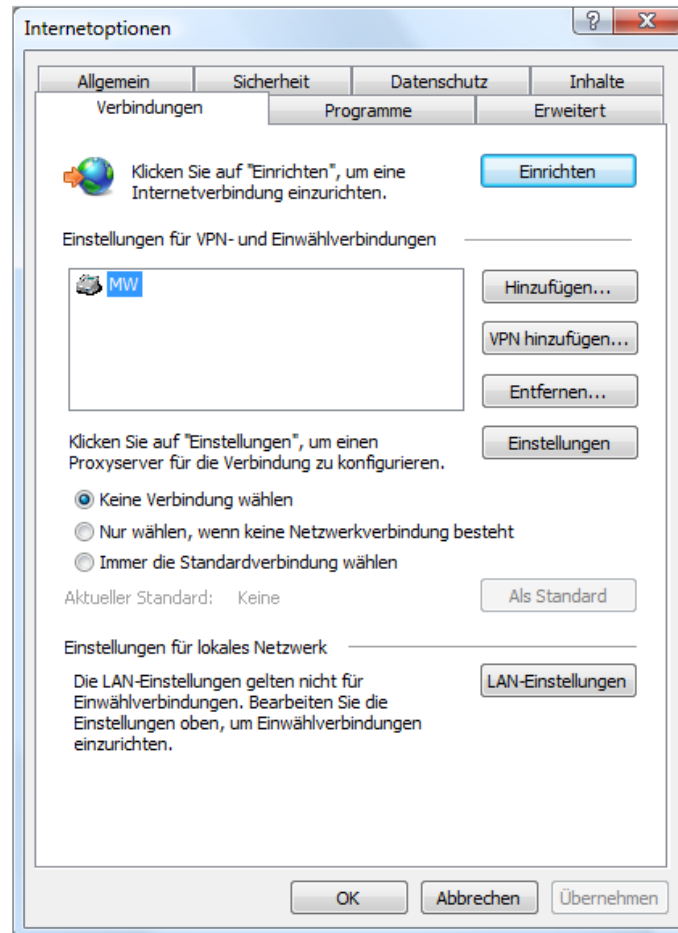 Internetoptionen
Allgemein Sicherheit Datenschutz Inhalte
Verbindungen Programme Erweitert
Klicken Sie auf "Einrichten", um eine
Internetverbindung einzurichten.
Einrichten
Einstellungen für VPN- und Einwählverbindungen
MW
Hinzufügen...
VPN hinzufügen...
Entfernen...
Klicken Sie auf "Einstellungen", um einen
Proxyserver für die Verbindung zu konfigurieren.
Einstellungen
Keine Verbindung wählen
Nur wählen, wenn keine Netzwerkverbindung besteht
Immer die Standardverbindung wählen
Aktueller Standard: Keine
Als Standard
Einstellungen für lokales Netzwerk
Die LAN-Einstellungen gelten nicht für
Einwählverbindungen. Bearbeiten Sie die
Einstellungen oben, um Einwählverbindungen
einzurichten.
LAN-Einstellungen
OK Abbrechen Übernehmen